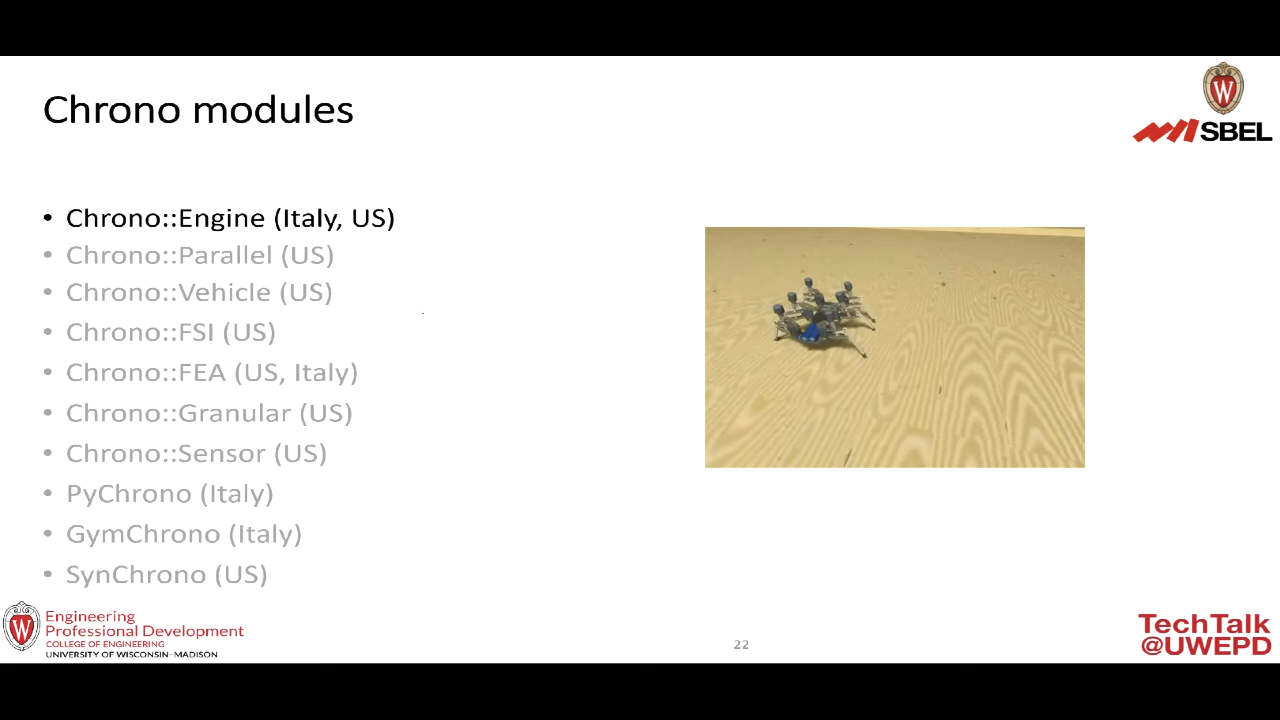 Chrono modules
W
SBEL
• Chrono::Engine (Italy, US)
• Chrono::Parallel (US)
• Chrono::Vehicle (US)
• Chrono::FSI (US)
• Chrono::FEA (US, Italy)
• Chrono::Granular (US)
• Chrono::Sensor (US)
• PyChrono (Italy)
• GymChrono (Italy)
• SynChrono (US)
W
Engineering
Professional Development
COLLEGE OF ENGINEERING
UNIVERSITY OF WISCONSIN–MADISON
22
TechTalk
@UWEPD